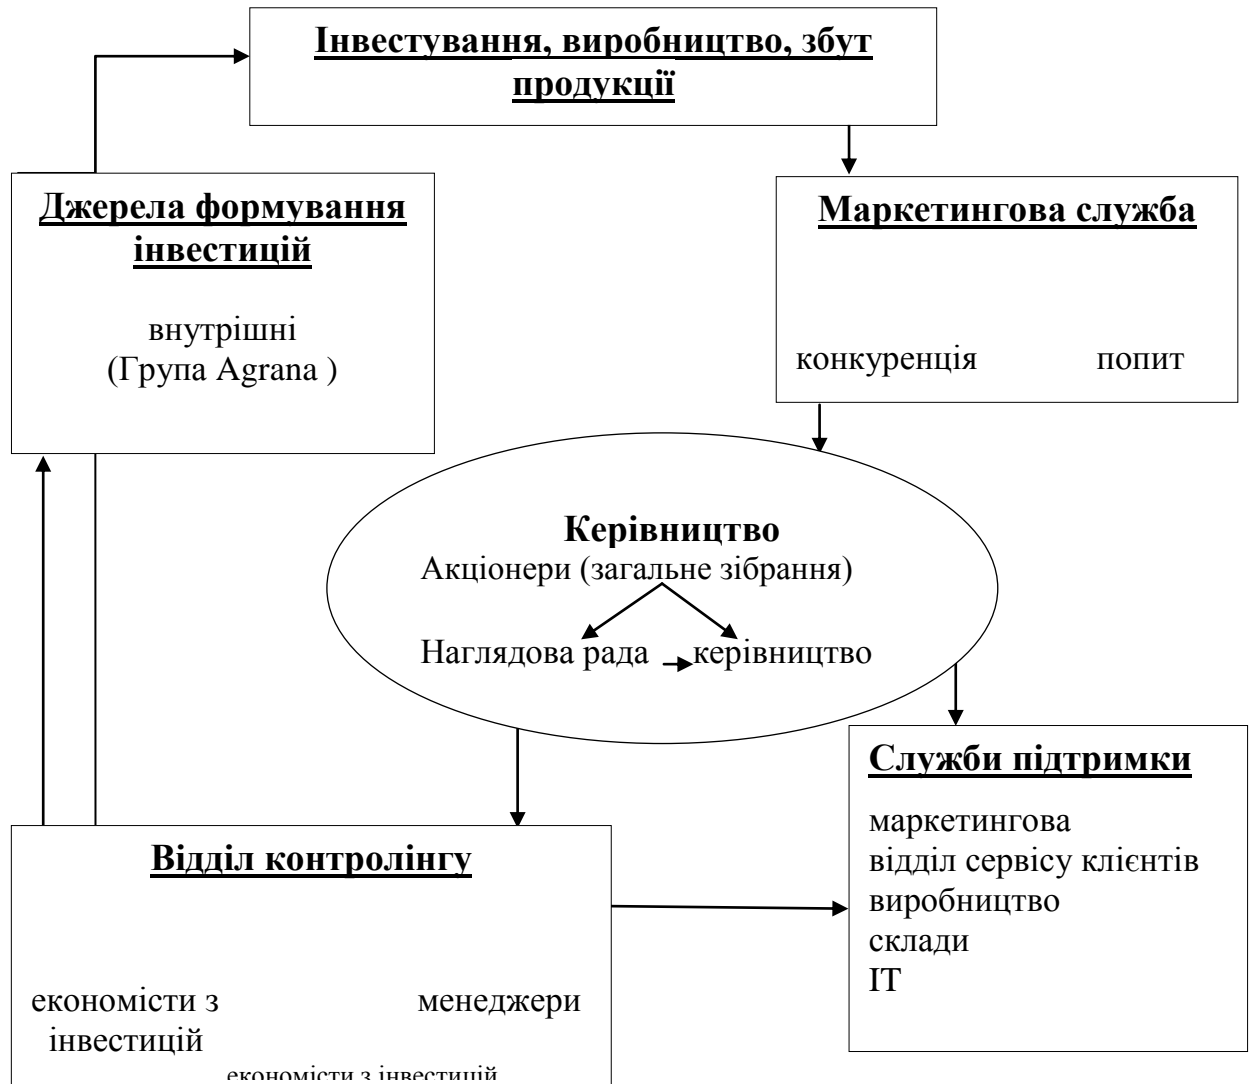 Інвестування, виробництво, збут
продукції
Джерела формування
інвестицій
внутрішні
(Група Agrana )
Маркетингова служба
конкуренція попит
Керівництво
Акціонери (загальне зібрання)
Наглядова рада керівництво
Служби підтримки
маркетингова
відділ сервісу клієнтів
виробництво
склади
ІТ
Відділ контролінгу
економісти з менеджери
інвестицій
економісти з інвестицій